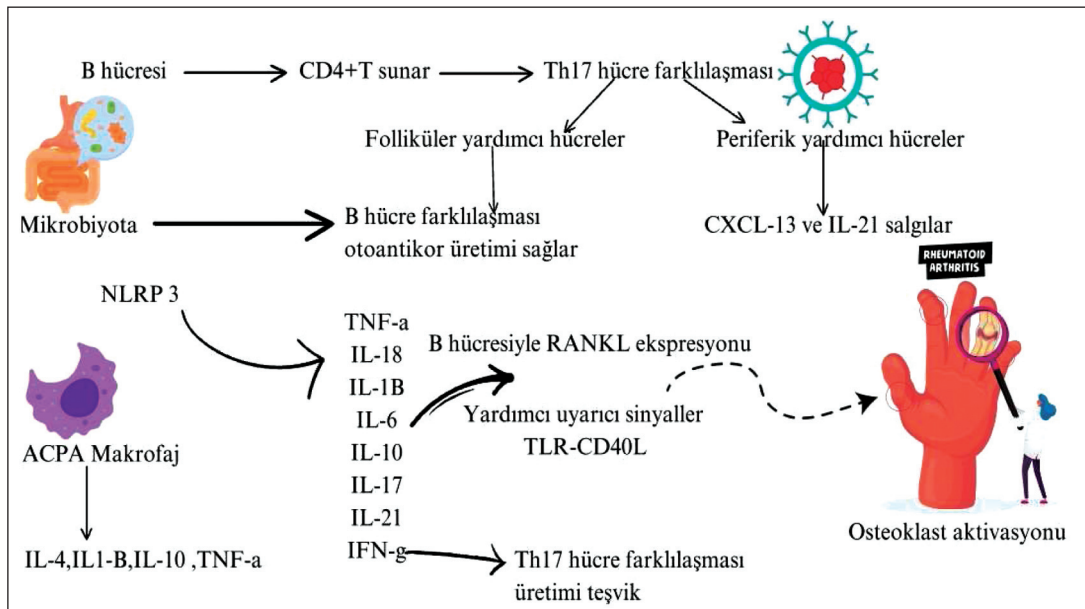 B hücresi
CD4+T sunar
Th17 hücre farklılaşması
Folliküler yardımcı hücreler
Periferik yardımcı hücreler
Mikrobiyota
B hücre farklılaşması
otoantikor üretimi sağlar
CXCL-13 ve IL-21 salgılar
RHEUMATOID
ARTHRITIS
NLRP 3
TNF-a
IL-18
IL-1B
IL-6
IL-10
IL-17
IL-21
IFN-g
B hücresiyle RANKL ekspresyonu
Yardımcı uyarıcı sinyaller
TLR-CD40L
ACPA Makrofaj
IL-4,IL1-B,IL-10 ,TNF-a
Th17 hücre farklılaşması
üretimi teşvik
Osteoklast aktivasyonu